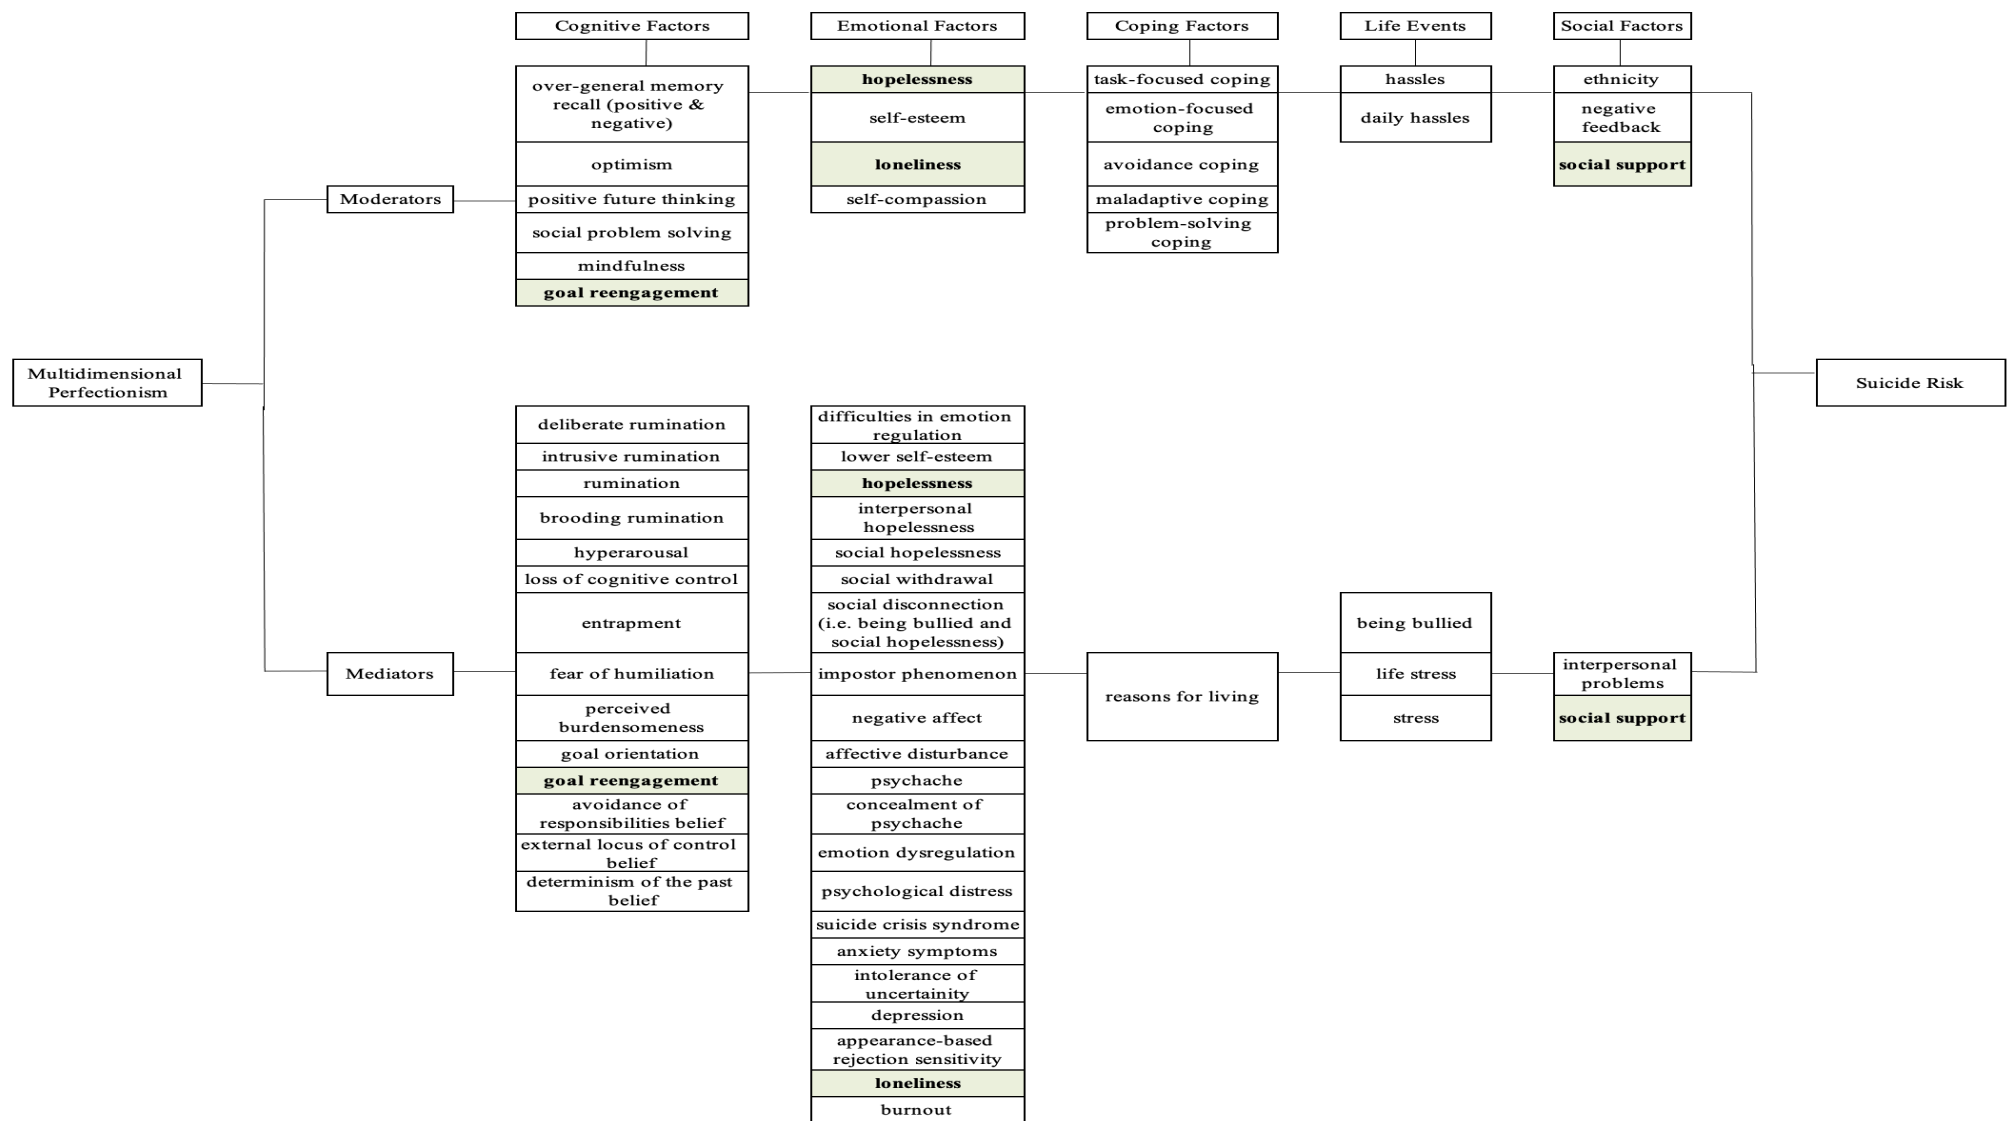 Cognitive Factors
Emotional Factors
Coping Factors
Life Events
Social Factors
over-general memory
recall (positive &
negative)
optimism
positive future thinking
social problem solving
mindfulness
goal reengagement
hopelessness
self-esteem
loneliness
self-compassion
task-focused coping
emotion-focused
coping
avoidance coping
maladaptive coping
problem-solving
coping
hassles
daily hassles
ethnicity
negative
feedback
social support
Moderators
Multidimensional
Perfectionism
Suicide Risk
Mediators
deliberate rumination
intrusive rumination
rumination
brooding rumination
hyperarousal
loss of cognitive control
entrapment
fear of humiliation
perceived
burdensomeness
goal orientation
goal reengagement
avoidance of
responsibilities belief
external locus of control
belief
determinism of the past
belief
difficulties in emotion
regulation
lower self-esteem
hopelessness
interpersonal
hopelessness
social hopelessness
social withdrawal
social disconnection
(i.e. being bullied and
social hopelessness)
impostor phenomenon
negative affect
affective disturbance
psychache
concealment of
psychache
emotion dysregulation
psychological distress
suicide crisis syndrome
anxiety symptoms
intolerance of
uncertainity
depression
appearance-based
rejection sensitivity
loneliness
burnout
reasons for living
being bullied
life stress
stress
interpersonal
problems
social support